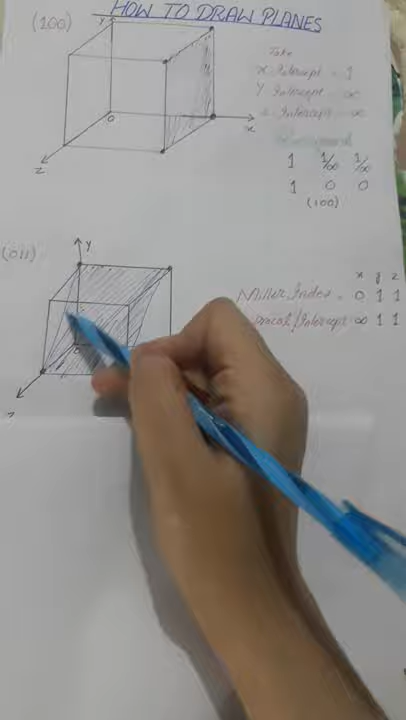 HOW TO DRAW PLANES
(100)
y
Take
x Intercept = 1
y Intercept = ∞
z Intercept = ∞
O
x
z
1 1/∞ 1/∞
1 0 0
(100)
(011)
y
x y z
Miller Index = 0 1 1
Intercept ∞ 1 1
O